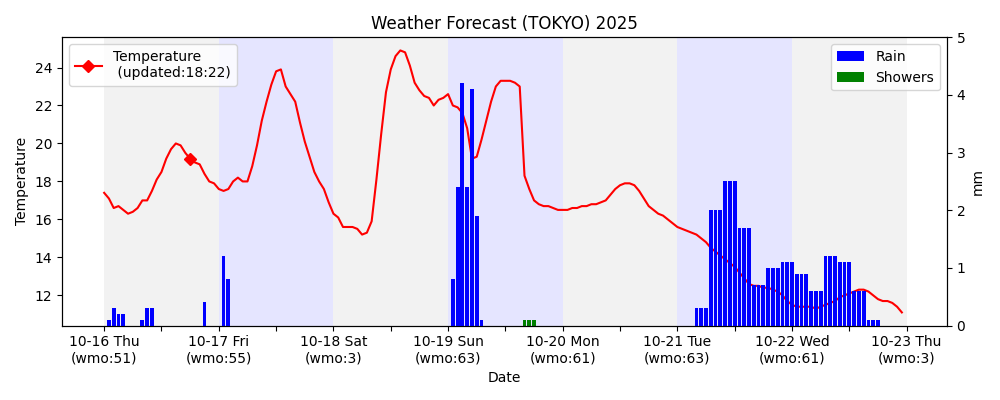 Weather Forecast (TOKYO) 2025
Temperature
(updated:18:22)
Rain
Showers
24
22
20
18
16
14
12
Temperature
5
4
3
2
1
0
mm
10-16 Thu
(wmo:51)
10-17 Fri
(wmo:55)
10-18 Sat
(wmo:3)
10-19 Sun
(wmo:63)
10-20 Mon
(wmo:61)
10-21 Tue
(wmo:63)
10-22 Wed
(wmo:61)
10-23 Thu
(wmo:3)
Date